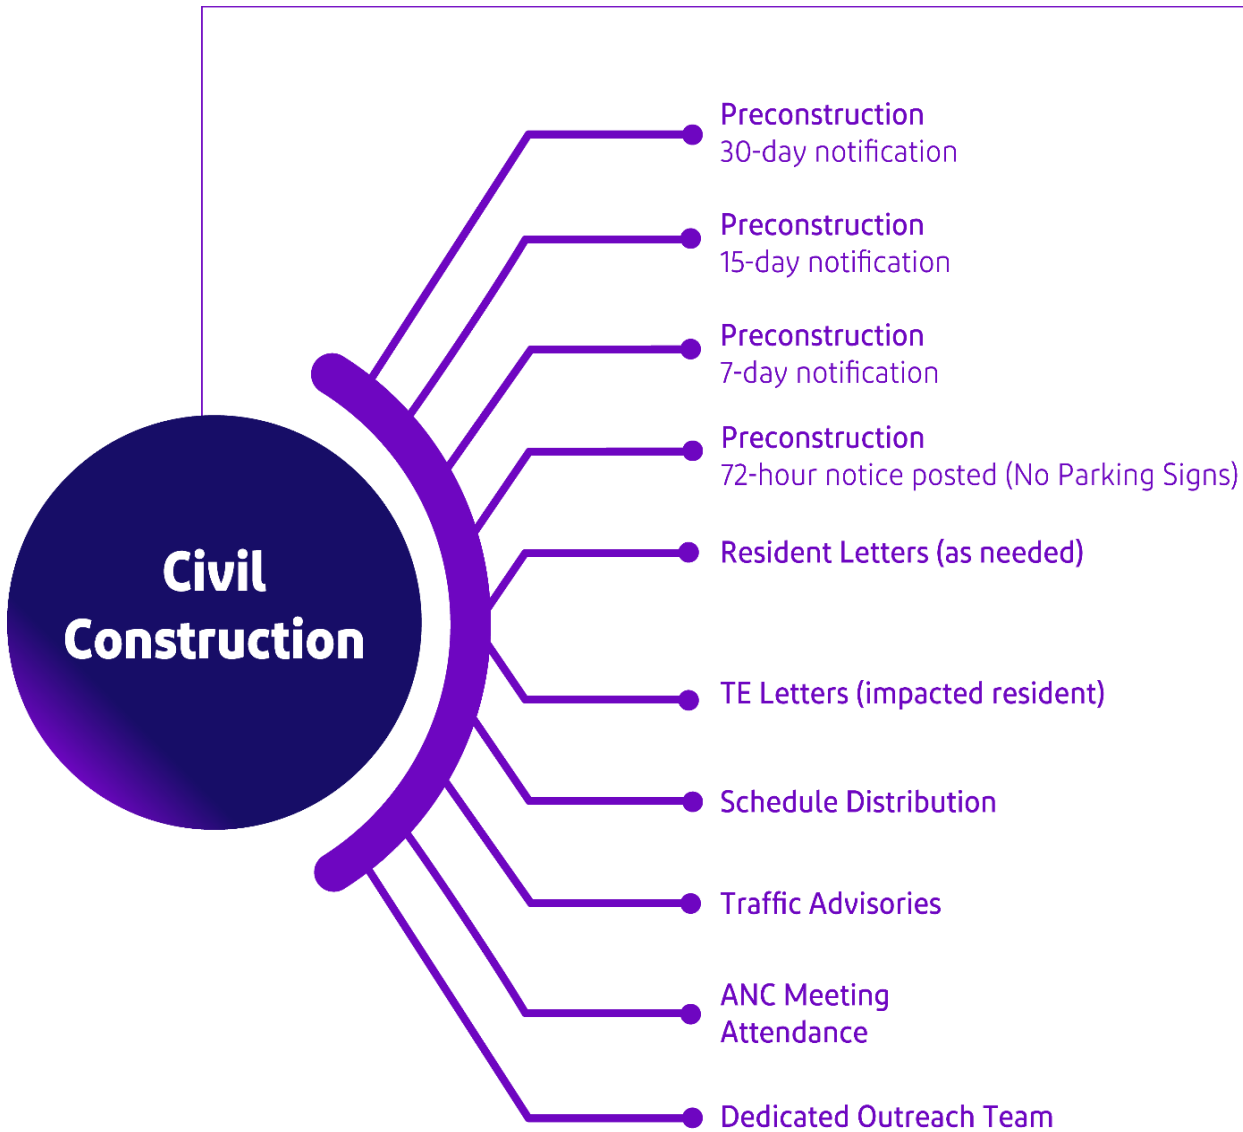 Preconstruction
30-day notification
Preconstruction
15-day notification
Preconstruction
7-day notification
Preconstruction
72-hour notice posted (No Parking Signs)
Civil
Construction
Resident Letters (as needed)
TE Letters (impacted resident)
Schedule Distribution
Traffic Advisories
ANC Meeting
Attendance
Dedicated Outreach Team